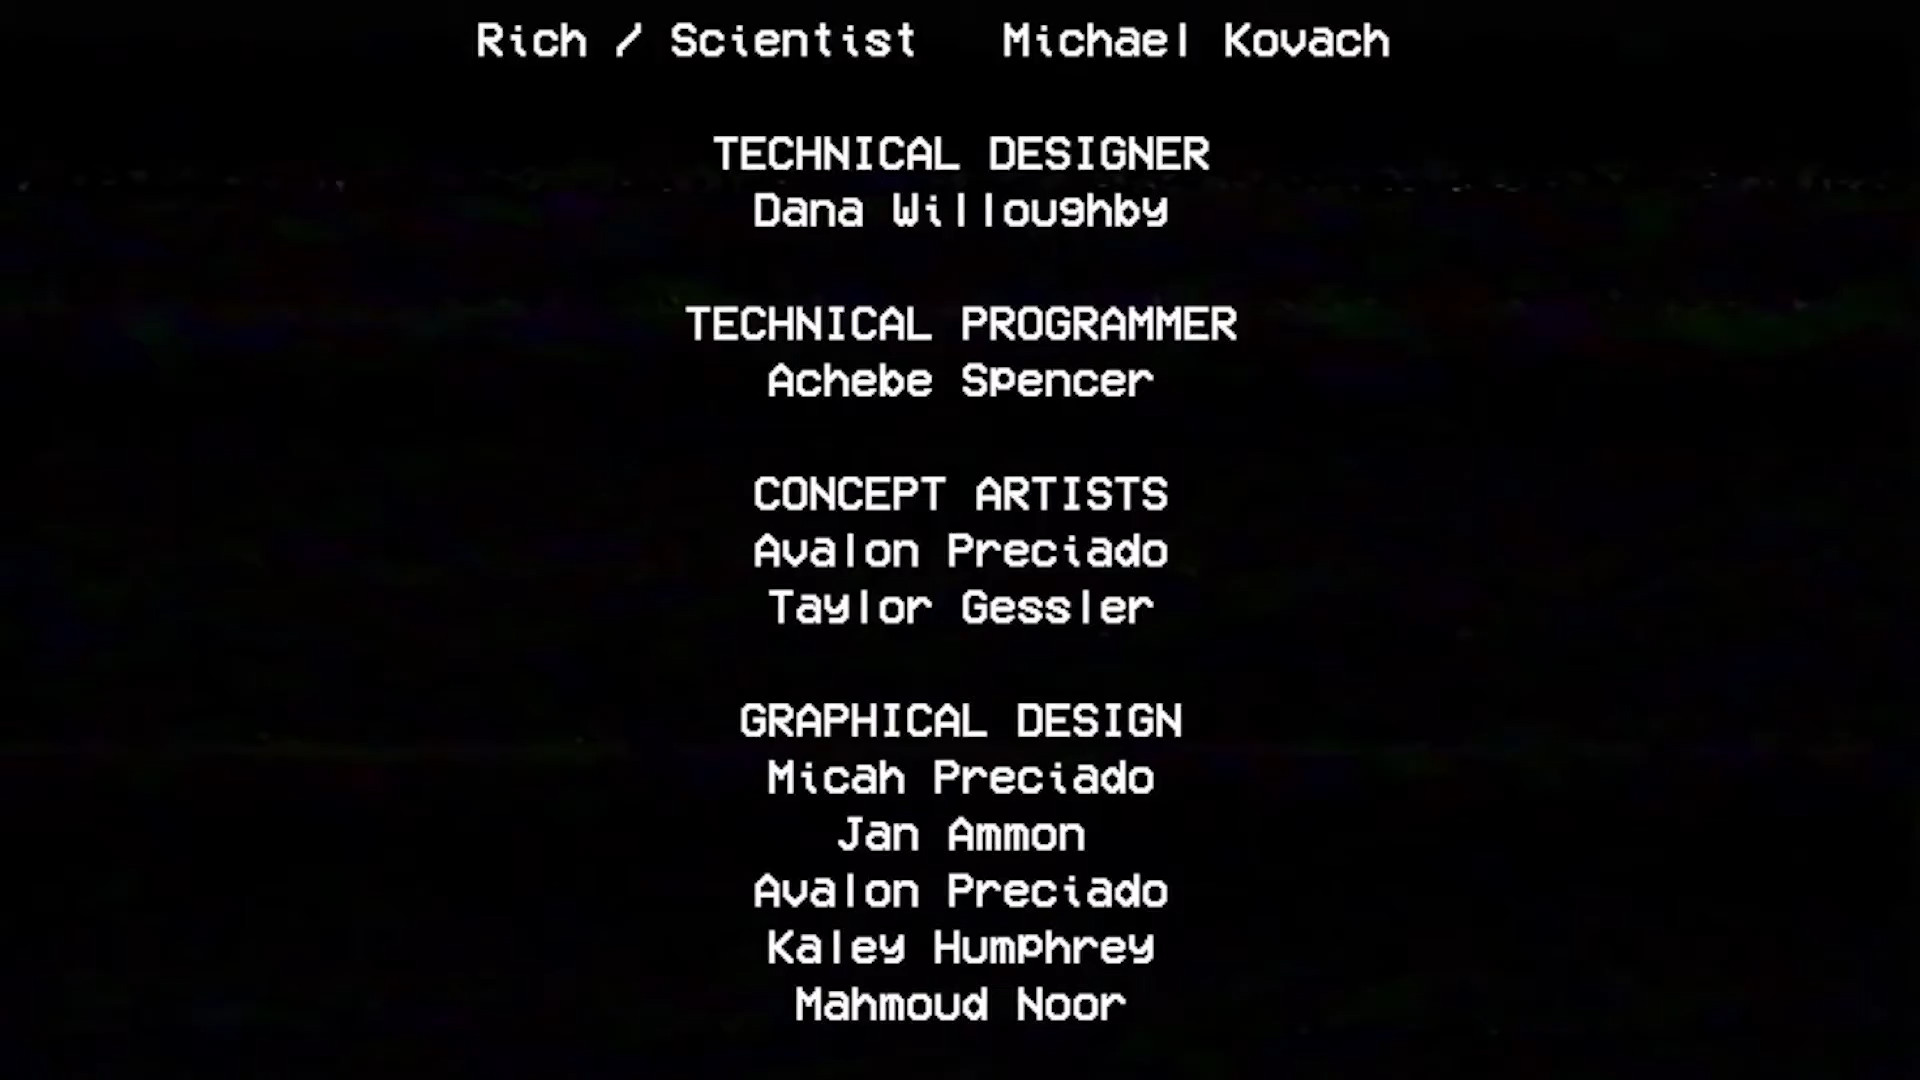 Rich / Scientist   Michael Kovach
TECHNICAL DESIGNER
Dana Willoughby
TECHNICAL PROGRAMMER
Achebe Spencer
CONCEPT ARTISTS
Avalon Preciado
Taylor Gessler
GRAPHICAL DESIGN
Micah Preciado
Jan Ammon
Avalon Preciado
Kaley Humphrey
Mahmoud Noor